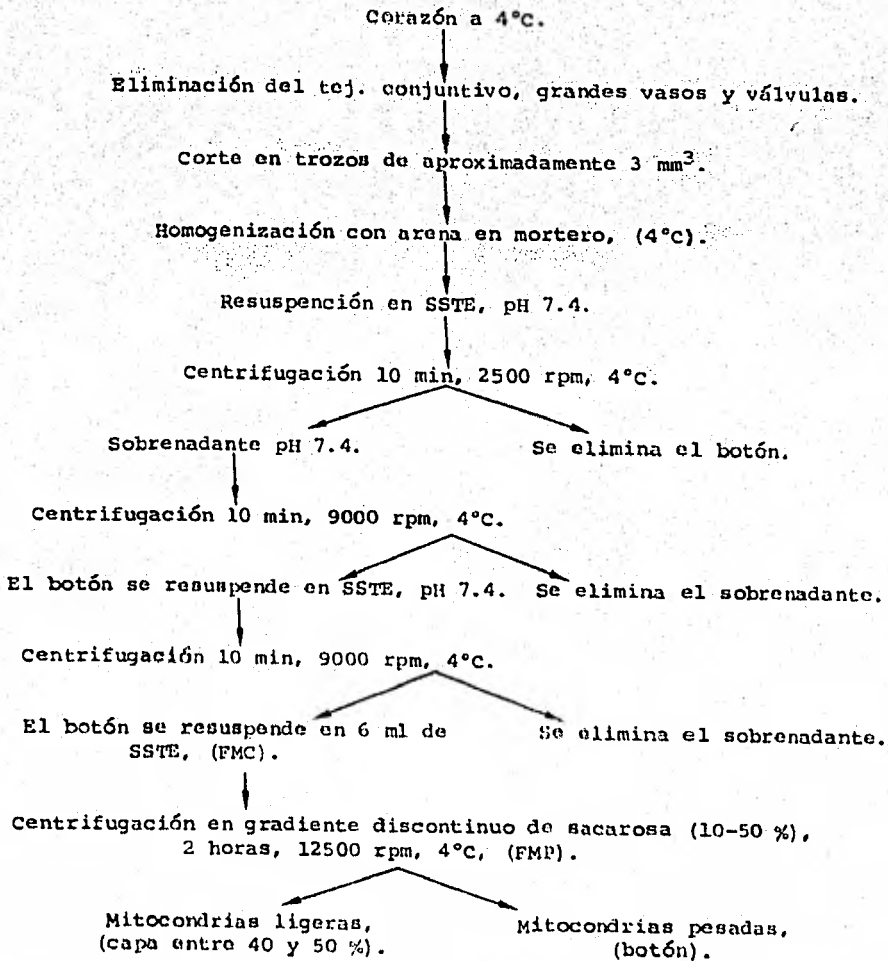 Corazón a 4°C.
Eliminación del tej. conjuntivo, grandes vasos y válvulas.
Corte en trozos de aproximadamente 3 mm³.
Homogenización con arena en mortero, (4°C).
Resuspención en SSTE, pH 7.4.
Centrifugación 10 min, 2500 rpm, 4°C.
Sobrenadante pH 7.4.
Se elimina el botón.
Centrifugación 10 min, 9000 rpm, 4°C.
El botón se resuspende en SSTE, pH 7.4.
Se elimina el sobrenadante.
Centrifugación 10 min, 9000 rpm, 4°C.
El botón se resuspende en 6 ml de
SSTE, (FMC).
Se elimina el sobrenadante.
Centrifugación en gradiente discontinuo de sacarosa (10-50 %),
2 horas, 12500 rpm, 4°C, (FMP).
Mitocondrias ligeras,
(capa entre 40 y 50 %).
Mitocondrias pesadas,
(botón).